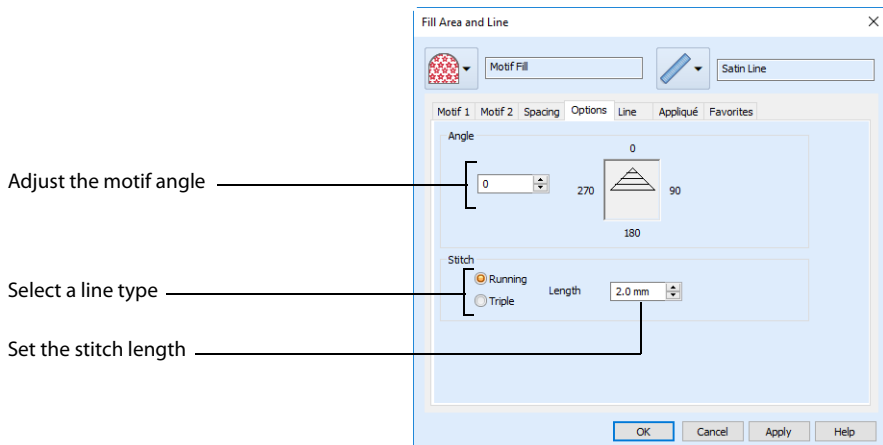 Fill Area and Line
Motif Fill
Satin Line
Motif 1 Motif 2 Spacing Options Line Appliqué Favorites
Angle
0
Adjust the motif angle
0
270
90
180
Stitch
Running
Select a line type
Length
2.0 mm
Triple
Set the stitch length
OK Cancel Apply Help